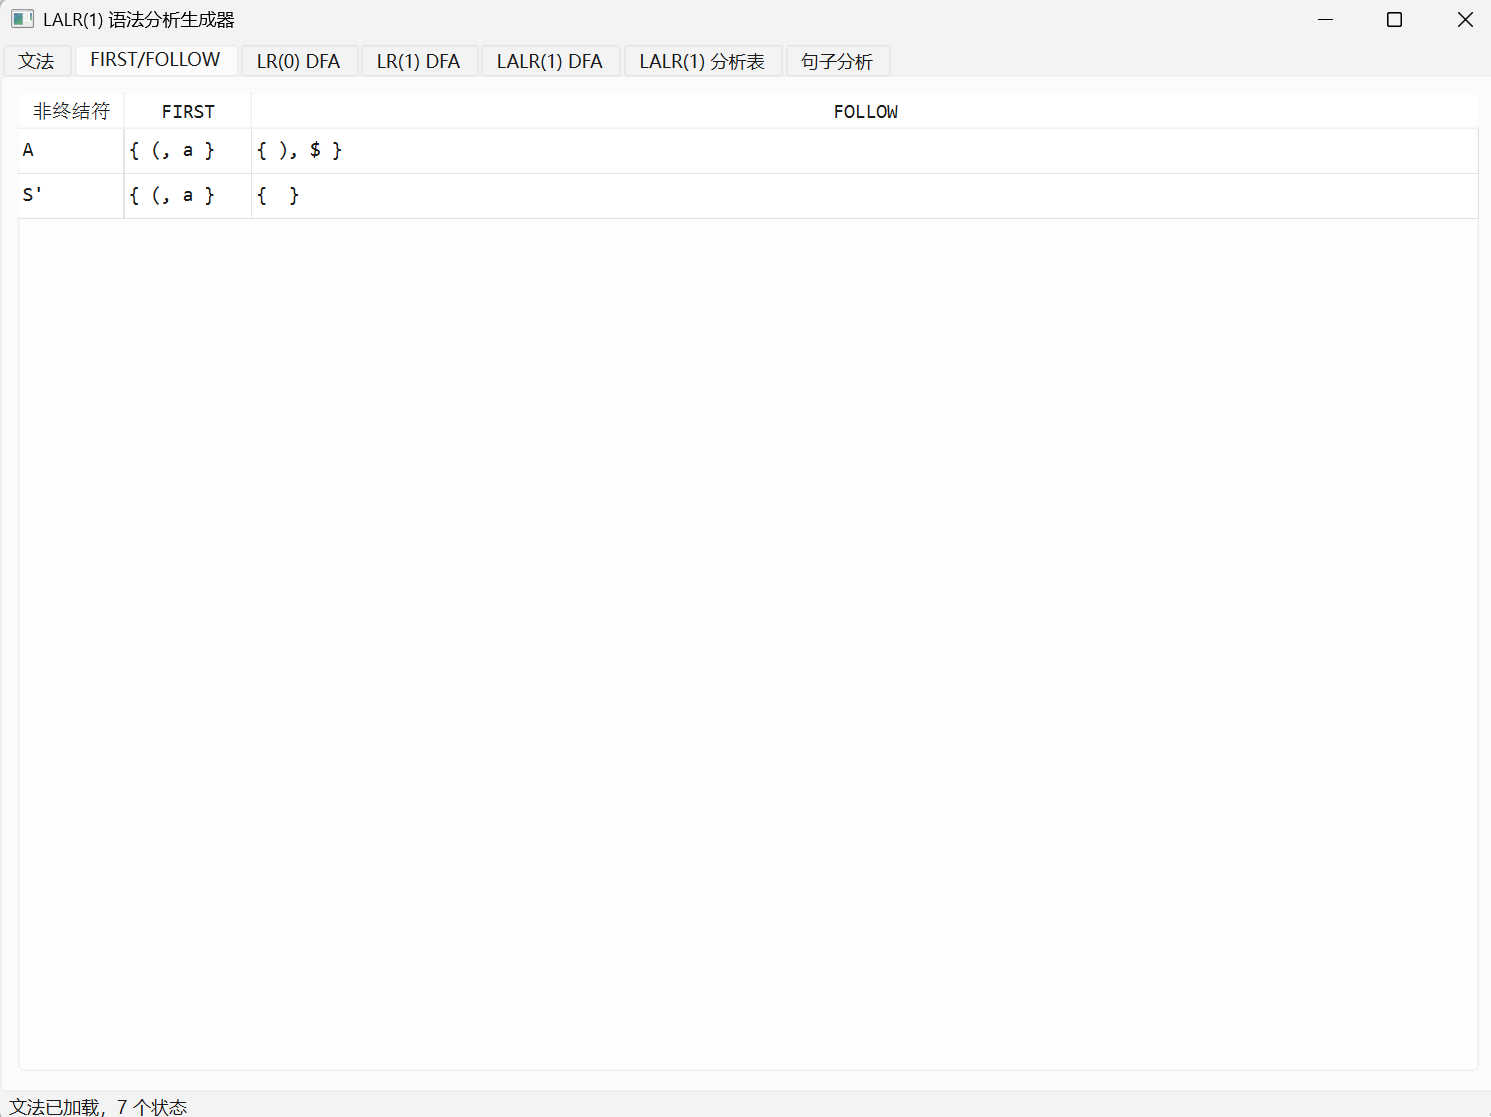 LALR(1) 语法分析生成器
文法 FIRST/FOLLOW LR(0) DFA LR(1) DFA LALR(1) DFA LALR(1) 分析表 句子分析
非终结符 FIRST FOLLOW
A { (, a } { ), $ }
S' { (, a } {  }
文法已加载，7 个状态